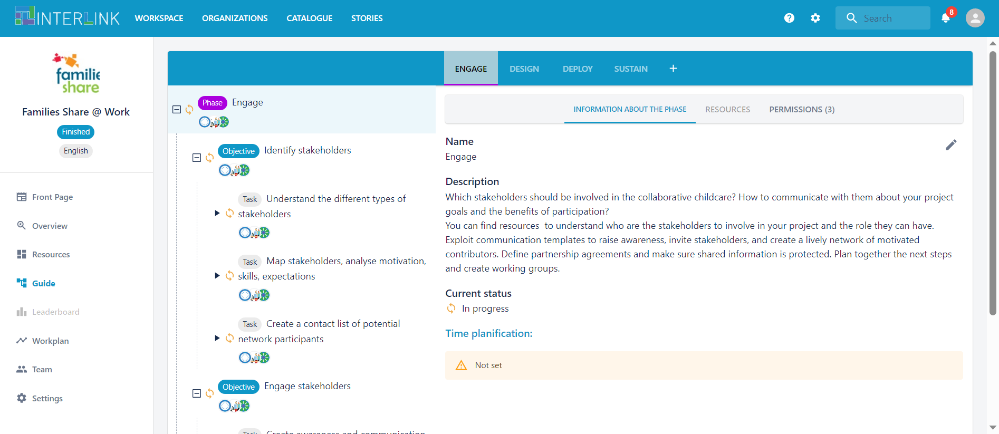 INTERLINK
WORKSPACE
ORGANIZATIONS
CATALOGUE
STORIES
Search
8
familie
share
Families Share @ Work
Finished
English
Front Page
Overview
Resources
Guide
Leaderboard
Workplan
Team
Settings
ENGAGE
DESIGN
DEPLOY
SUSTAIN
+
Phase Engage
Objective Identify stakeholders
Task Understand the different types of
stakeholders
Task Map stakeholders, analyse motivation,
skills, expectations
Task Create a contact list of potential
network participants
Objective Engage stakeholders
Task Create awareness and communication
INFORMATION ABOUT THE PHASE
RESOURCES
PERMISSIONS (3)
Name
Engage
Description
Which stakeholders should be involved in the collaborative childcare? How to communicate with them about your project
goals and the benefits of participation?
You can find resources to understand who are the stakeholders to involve in your project and the role they can have.
Exploit communication templates to raise awareness, invite stakeholders, and create a lively network of motivated
contributors. Define partnership agreements and make sure shared information is protected. Plan together the next steps
and create working groups.
Current status
In progress
Time planification:
Not set